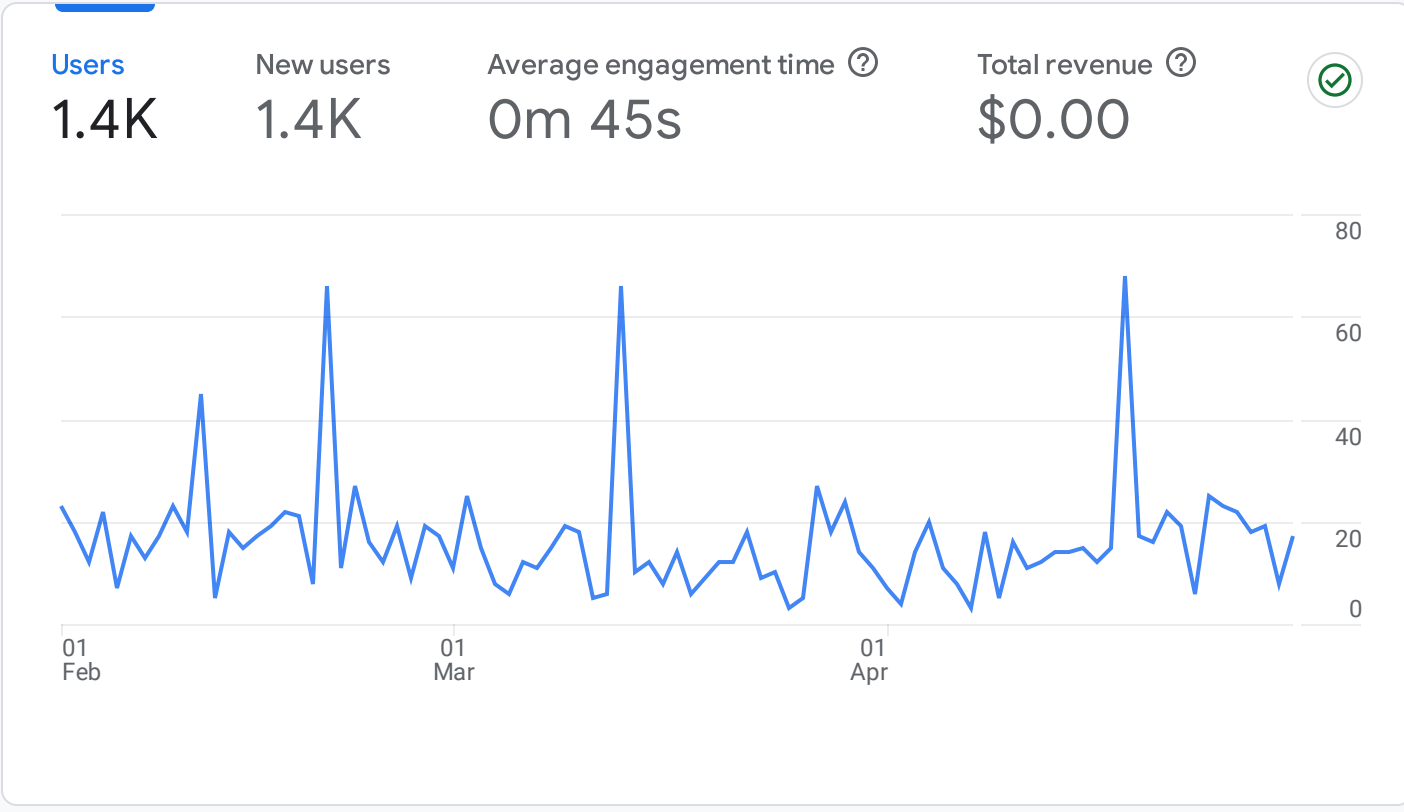 Users
1.4K
New users
1.4K
Average engagement time
0m 45s
Total revenue
$0.00
80
60
40
20
0
01
Feb
01
Mar
01
Apr